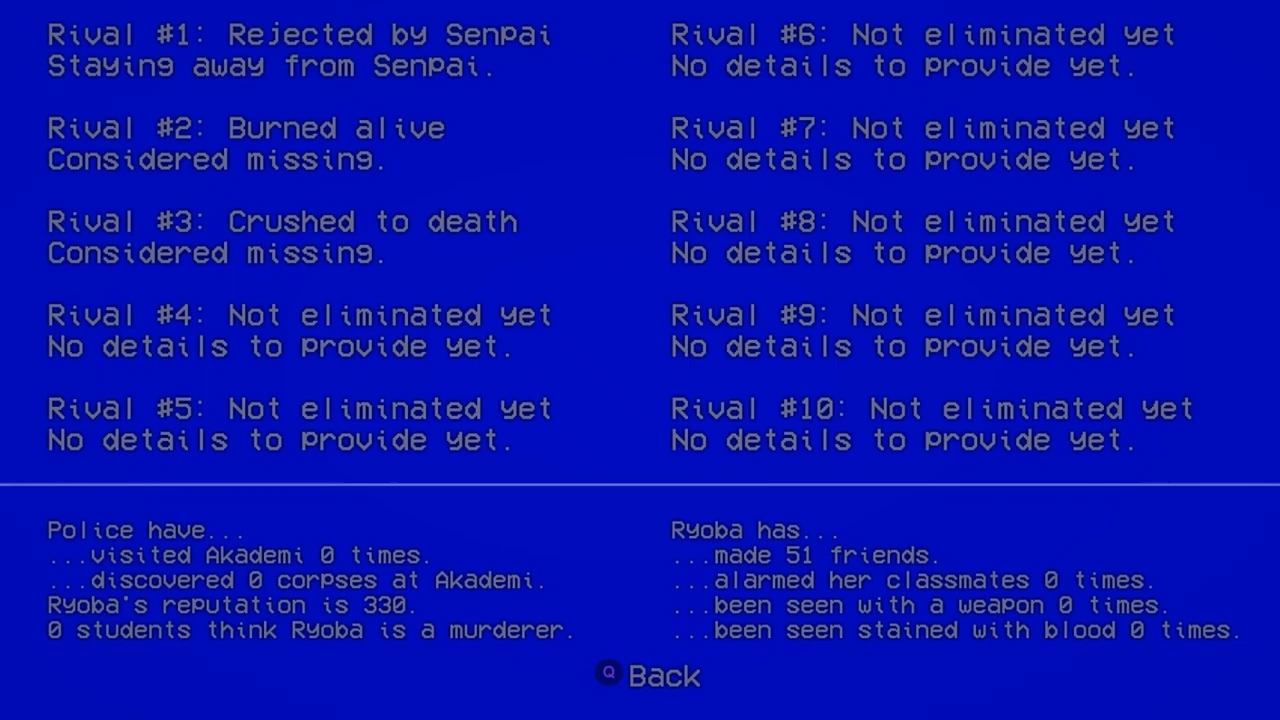 Rival #1: Rejected by Senpai
Staying away from Senpai.
Rival #2: Burned alive
Considered missing.
Rival #3: Crushed to death
Considered missing.
Rival #4: Not eliminated yet
No details to provide yet.
Rival #5: Not eliminated yet
No details to provide yet.
Rival #6: Not eliminated yet
No details to provide yet.
Rival #7: Not eliminated yet
No details to provide yet.
Rival #8: Not eliminated yet
No details to provide yet.
Rival #9: Not eliminated yet
No details to provide yet.
Rival #10: Not eliminated yet
No details to provide yet.
Police have...
...visited Akademi 0 times.
...discovered 0 corpses at Akademi.
Ryoba's reputation is 330.
0 students think Ryoba is a murderer.
Ryoba has...
...made 51 friends.
...alarmed her classmates 0 times.
...been seen with a weapon 0 times.
...been seen stained with blood 0 times.
Q Back